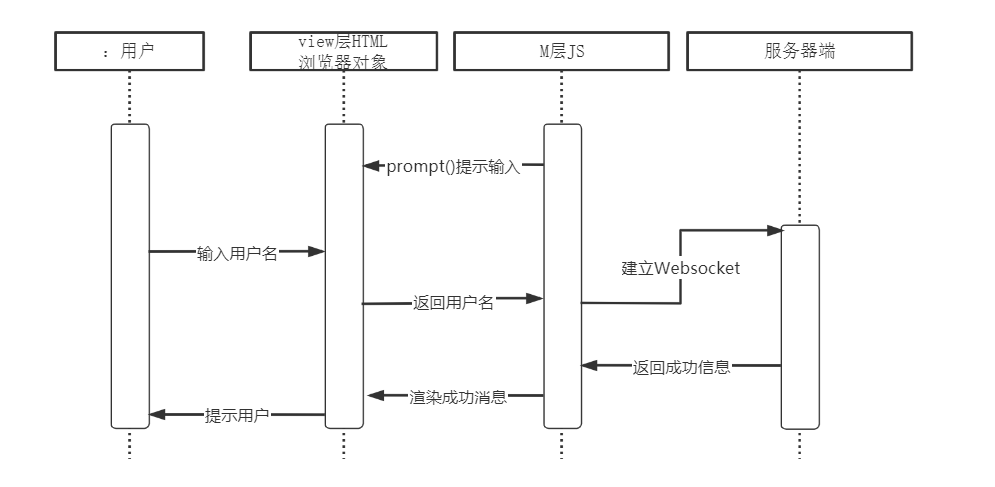 ：用户
view层HTML
浏览器对象
M层JS
服务器端
prompt()提示输入
输入用户名
建立Websocket
返回用户名
返回成功信息
渲染成功消息
提示用户